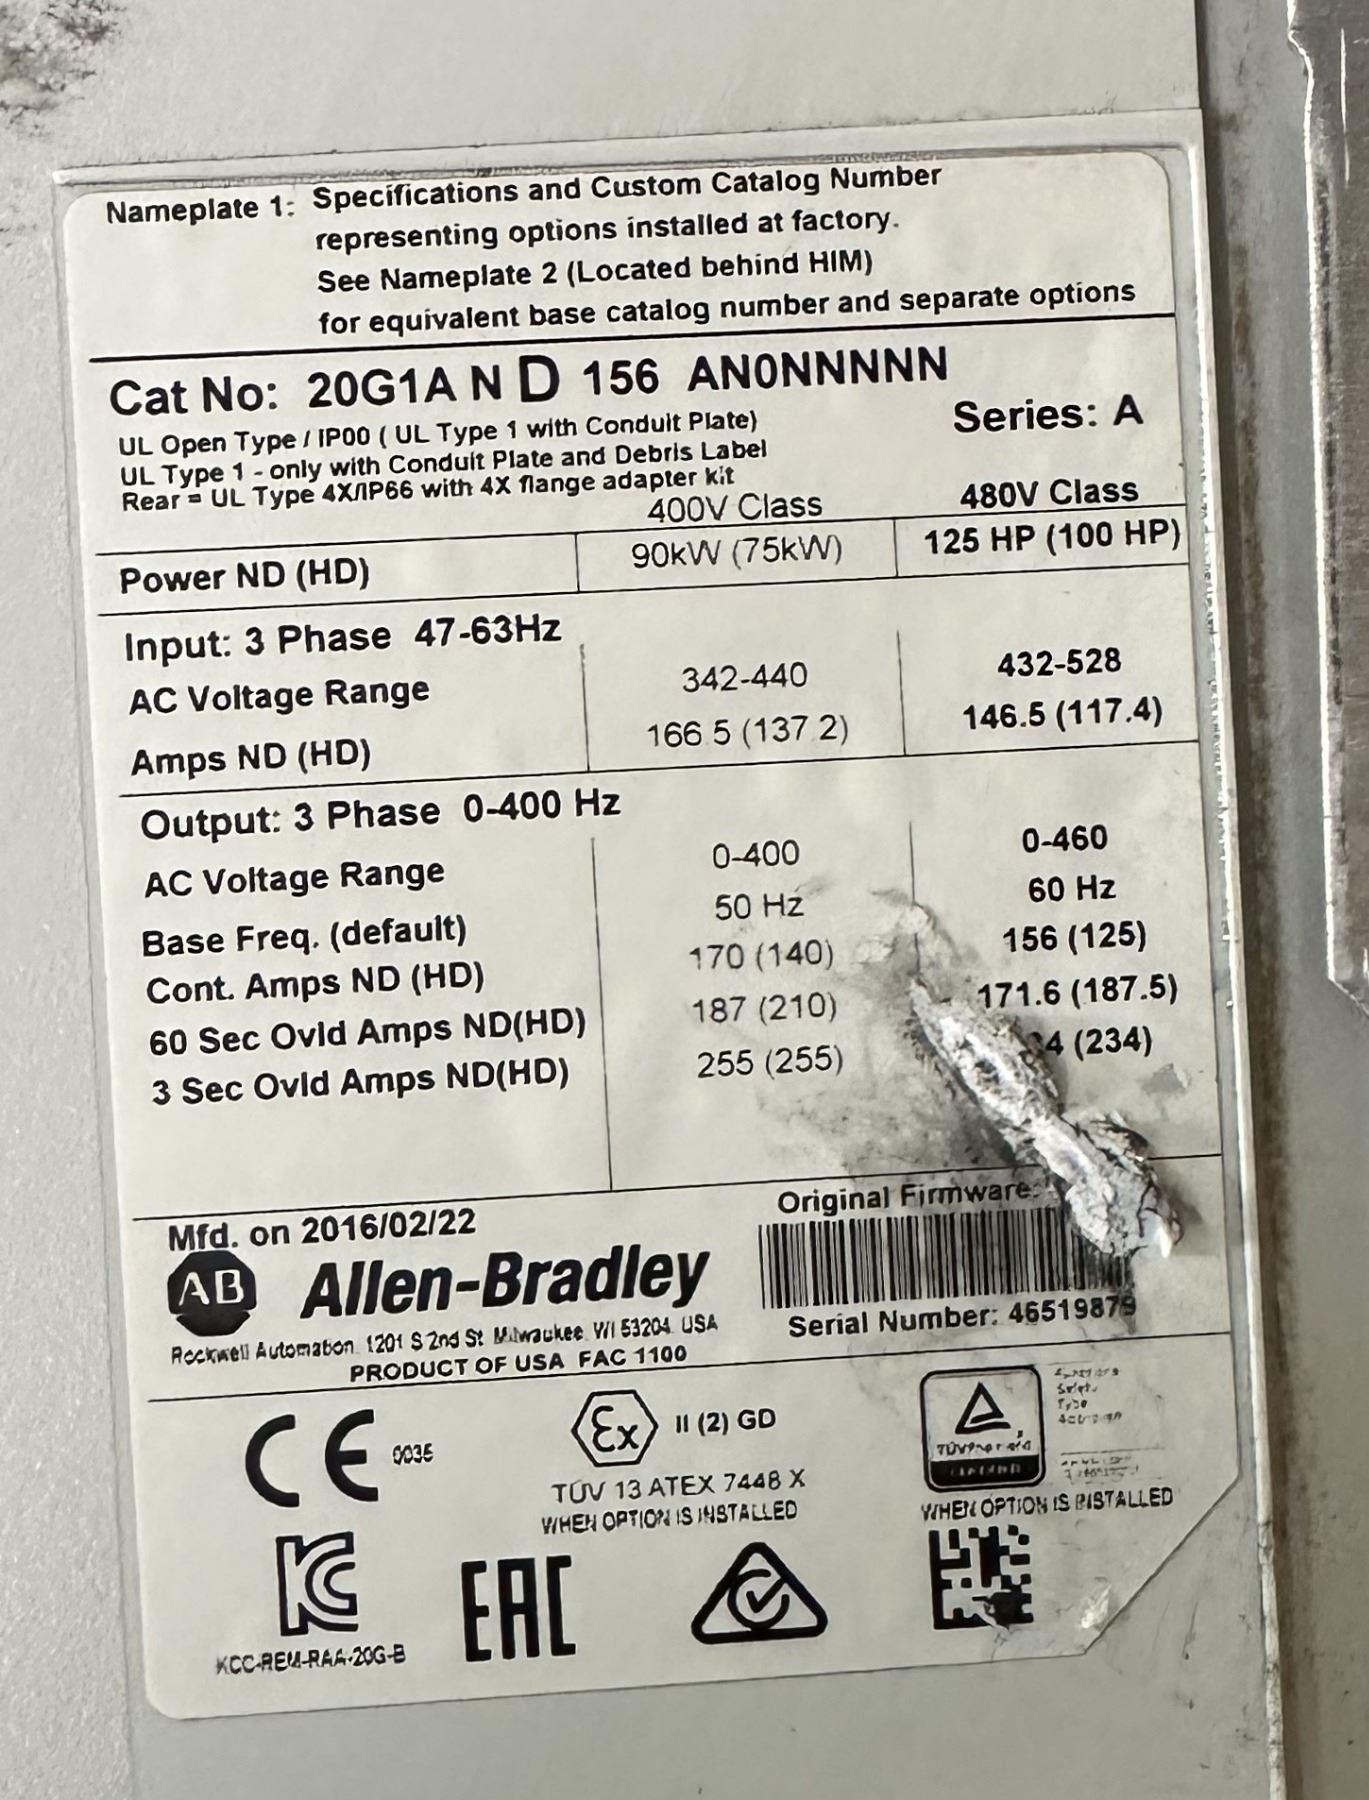 Nameplate 1: Specifications and Custom Catalog Number
representing options installed at factory.
See Nameplate 2 (Located behind HIM)
for equivalent base catalog number and separate options
Cat No: 20G1A N D 156 AN0NNNNN
UL Open Type / IP00 ( UL Type 1 with Conduit Plate)
Series: A
UL Type 1 - only with Conduit Plate and Debris Label
Rear = UL Type 4X/IP66 with 4X flange adapter kit
400V Class 480V Class
Power ND (HD) 90kW (75kW) 125 HP (100 HP)
Input: 3 Phase 47-63Hz
AC Voltage Range 342-440 432-528
Amps ND (HD) 166.5 (137.2) 146.5 (117.4)
Output: 3 Phase 0-400 Hz
AC Voltage Range 0-400 0-460
Base Freq. (default) 50 Hz 60 Hz
Cont. Amps ND (HD) 170 (140) 156 (125)
60 Sec Ovld Amps ND(HD) 187 (210) 171.6 (187.5)
3 Sec Ovld Amps ND(HD) 255 (255) (234)
Mfd. on 2016/02/22
Original Firmware:
AB Allen-Bradley
Serial Number: 46519879
Rockwell Automation 1201 S 2nd St Milwaukee WI 53204 USA
PRODUCT OF USA FAC 1100
CE 0035
Ex II (2) GD
TÜV 13 ATEX 7448 X
WHEN OPTION IS INSTALLED
WHEN OPTION IS INSTALLED
KC
KCC-REM-RAA-20G-B
EAC